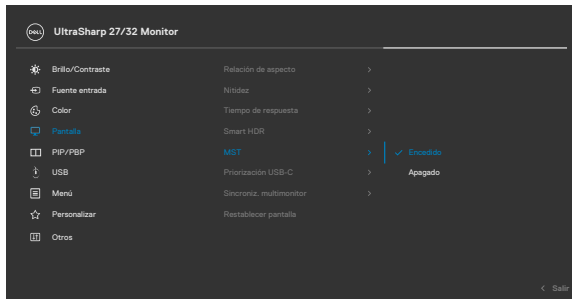 DELL
UltraSharp 27/32 Monitor
Brillo/Contraste
Relación de aspecto
Fuente entrada
Nitidez
Color
Tiempo de respuesta
Pantalla
Smart HDR
PIP/PBP
MST
Encedido
USB
Priorización USB-C
Apagado
Menú
Sincroniz. multimonitor
Personalizar
Restablecer pantalla
Otros
Salir